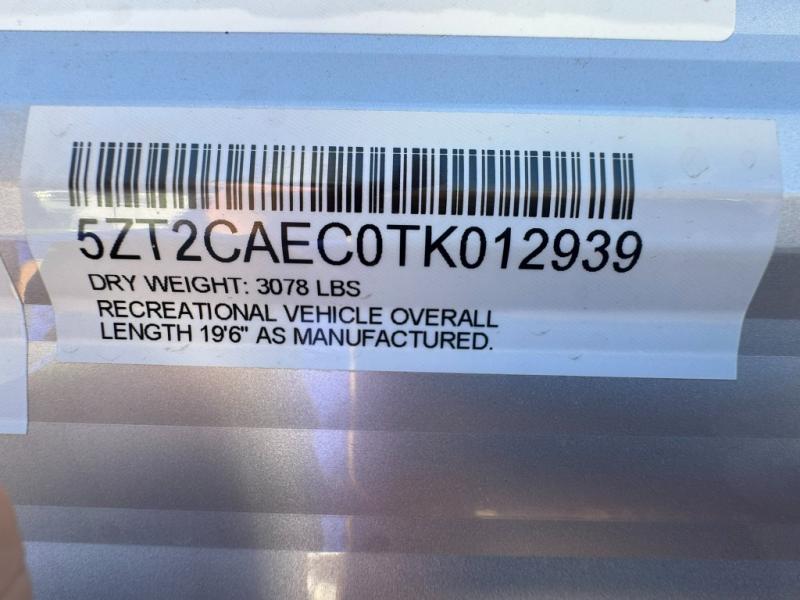 5ZT2CAEC0TK012939
DRY WEIGHT: 3078 LBS
RECREATIONAL VEHICLE OVERALL
LENGTH 19'6" AS MANUFACTURED.